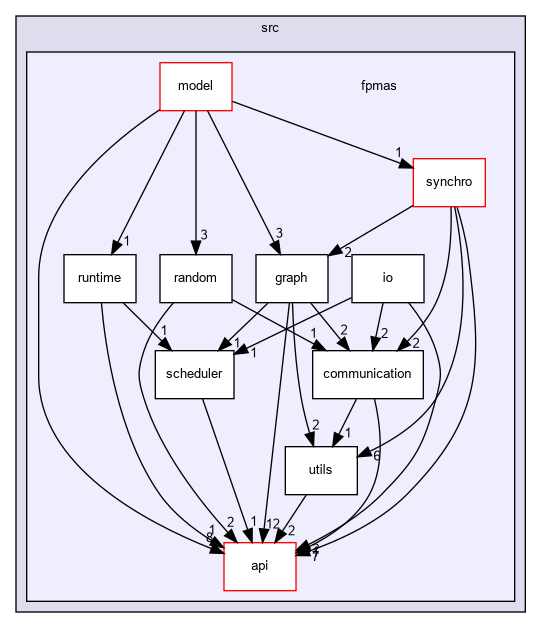 src
model
fpmas
1
synchro
1
3
3
2
runtime
random
graph
io
1
1
1
1
2
2
2
scheduler
communication
2
1
6
utils
1
8
2
1
12
2
7
api